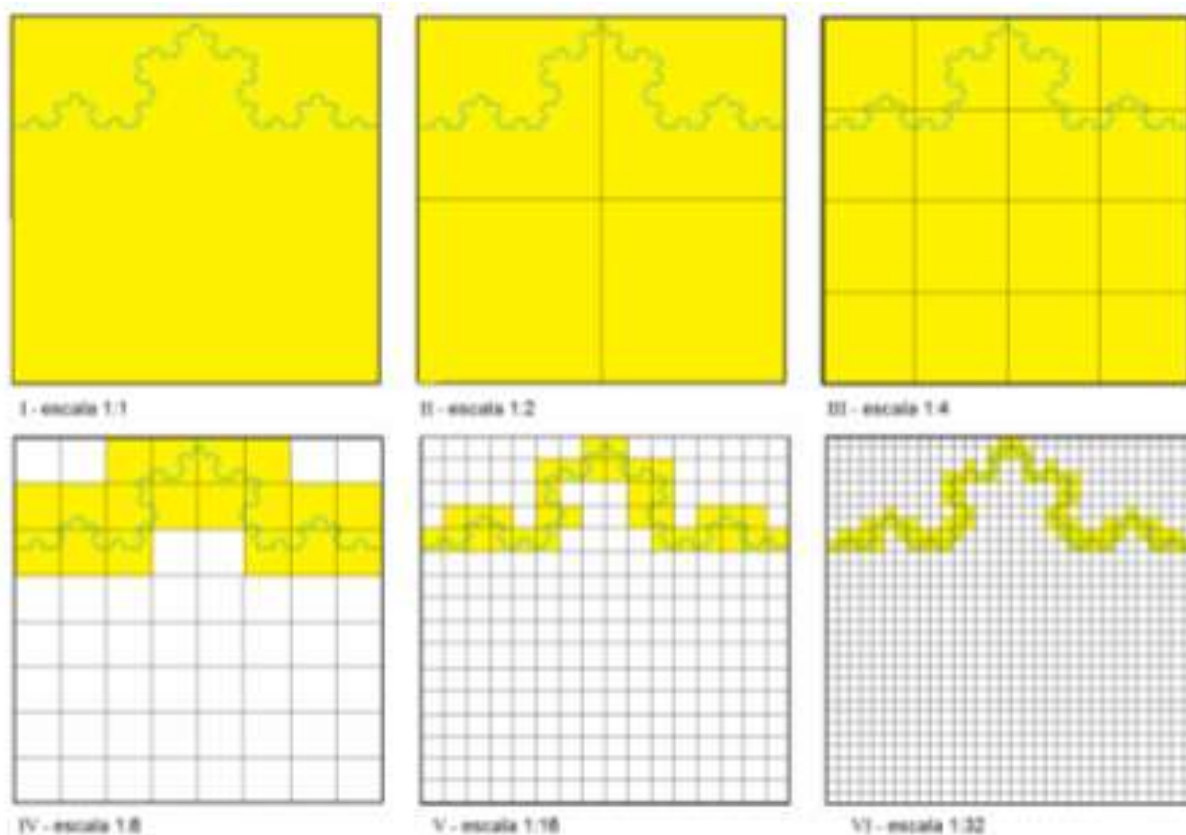 I - escala 1:1
II - escala 1:2
III - escala 1:4
IV - escala 1:8
V - escala 1:16
VI - escala 1:32